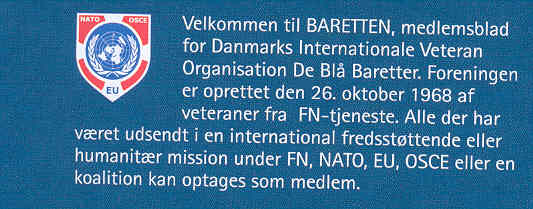 NATO OSCE
EU
Velkommen til BARETTEN, medlemsblad
for Danmarks Internationale Veteran
Organisation De Blå Baretter. Foreningen
er oprettet den 26. oktober 1968 af
veteraner fra FN-tjeneste. Alle der har
været udsendt i en international fredsstøttende eller
humanitær mission under FN, NATO, EU, OSCE eller en
koalition kan optages som medlem.